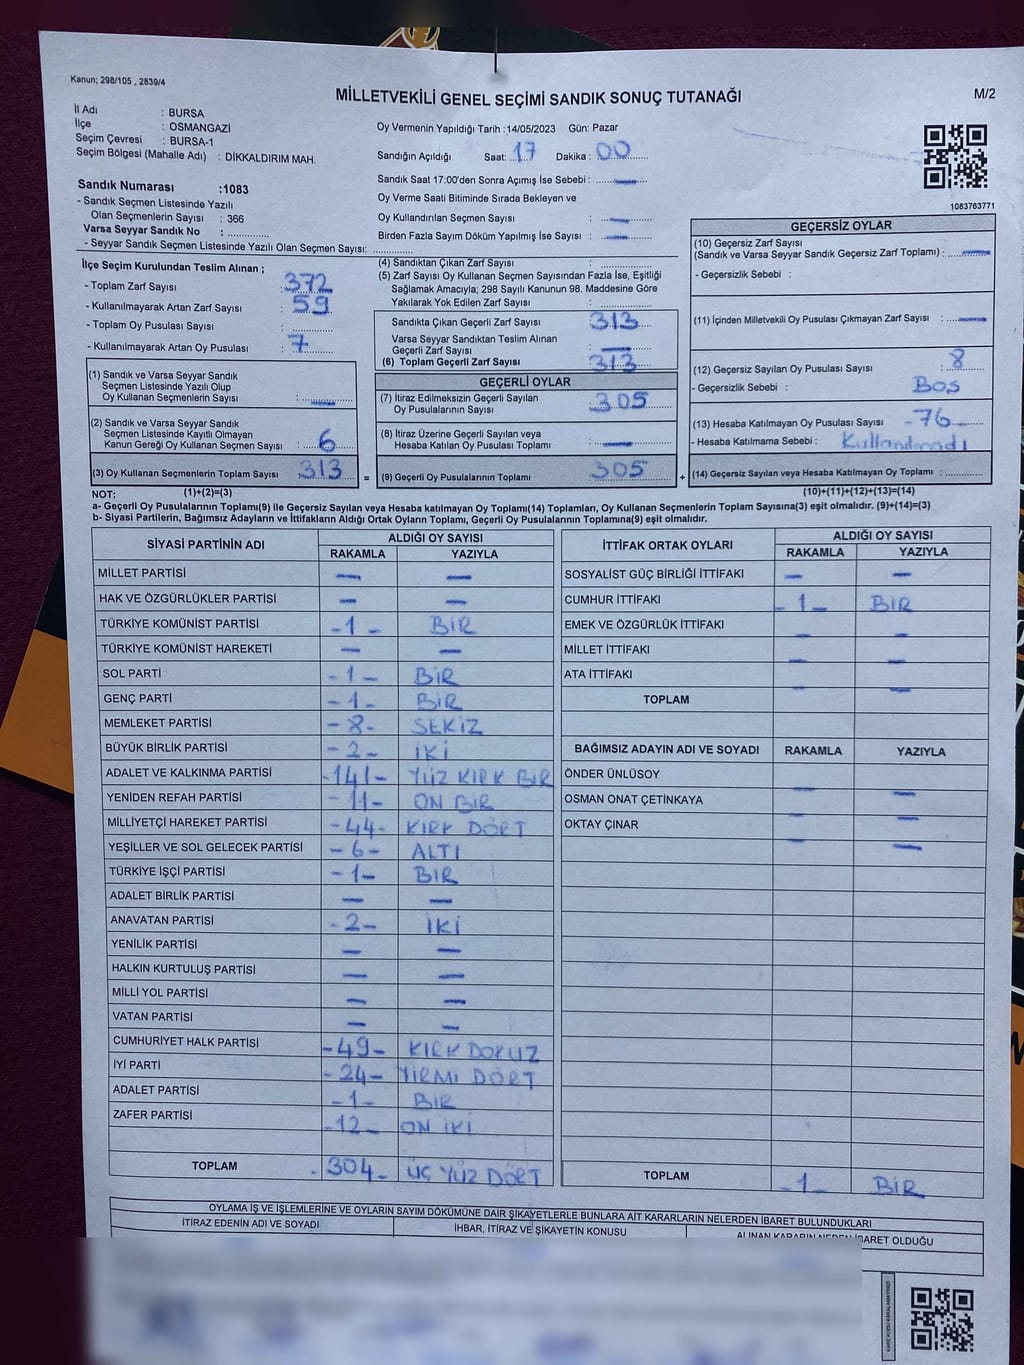 Kanun; 298/105 , 2839/4
MİLLETVEKİLİ GENEL SEÇİMİ SANDIK SONUÇ TUTANAĞI
M/2
İl Adı : BURSA
İlçe : OSMANGAZİ
Seçim Çevresi : BURSA-1
Seçim Bölgesi (Mahalle Adı) : DİKKALDIRIM MAH.
Sandık Numarası :1083
- Sandık Seçmen Listesinde Yazılı
Olan Seçmenlerin Sayısı : 366
Varsa Seyyar Sandık No :
- Seyyar Sandık Seçmen Listesinde Yazılı Olan Seçmen Sayısı:
Oy Vermenin Yapıldığı Tarih :14/05/2023 Gün: Pazar
Sandığın Açıldığı Saat: 17 Dakika: 00
Sandık Saat 17:00'den Sonra Açımış İse Sebebi : —
Oy Verme Saati Bitiminde Sırada Bekleyen ve
Oy Kullandırılan Seçmen Sayısı : —
Birden Fazla Sayım Döküm Yapılmış İse Sayısı : —
1083763771
İlçe Seçim Kurulundan Teslim Alınan ;
- Toplam Zarf Sayısı : 372
- Kullanılmayarak Artan Zarf Sayısı : 59
- Toplam Oy Pusulası Sayısı :
- Kullanılmayarak Artan Oy Pusulası : 7
(1) Sandık ve Varsa Seyyar Sandık
Seçmen Listesinde Yazılı Olup
Oy Kullanan Seçmenlerin Sayısı : —
(2) Sandık ve Varsa Seyyar Sandık
Seçmen Listesinde Kayıtlı Olmayan
Kanun Gereği Oy Kullanan Seçmen Sayısı : 6
(3) Oy Kullanan Seçmenlerin Toplam Sayısı 313
(4) Sandıktan Çıkan Zarf Sayısı :
(5) Zarf Sayısı Oy Kullanan Seçmen Sayısından Fazla İse, Eşitliği
Sağlamak Amacıyla; 298 Sayılı Kanunun 98. Maddesine Göre
Yakılarak Yok Edilen Zarf Sayısı :
Sandıkta Çıkan Geçerli Zarf Sayısı : 313
Varsa Seyyar Sandıktan Teslim Alınan
Geçerli Zarf Sayısı : —
(6) Toplam Geçerli Zarf Sayısı : 313
GEÇERLİ OYLAR
(7) İtiraz Edilmeksizin Geçerli Sayılan
Oy Pusulalarının Sayısı : 305
(8) İtiraz Üzerine Geçerli Sayılan veya
Hesaba Katılan Oy Pusulası Toplamı : —
= (9) Geçerli Oy Pusulalarının Toplamı : 305 +
GEÇERSİZ OYLAR
(10) Geçersiz Zarf Sayısı
(Sandık ve Varsa Seyyar Sandık Geçersiz Zarf Toplamı) : —
- Geçersizlik Sebebi :
(11) İçinden Milletvekili Oy Pusulası Çıkmayan Zarf Sayısı : —
(12) Geçersiz Sayılan Oy Pusulası Sayısı : 8
- Geçersizlik Sebebi : Boş
(13) Hesaba Katılmayan Oy Pusulası Sayısı : -76
- Hesaba Katılmama Sebebi : Kullanılmadı
(14) Geçersiz Sayılan veya Hesaba Katılmayan Oy Toplamı :
NOT: (1)+(2)=(3) (10)+(11)+(12)+(13)=(14)
a- Geçerli Oy Pusulalarının Toplamı(9) ile Geçersiz Sayılan veya Hesaba katılmayan Oy Toplamı(14) Toplamları, Oy Kullanan Seçmenlerin Toplam Sayısına(3) eşit olmalıdır. (9)+(14)=(3)
b- Siyasi Partilerin, Bağımsız Adayların ve İttifakların Aldığı Ortak Oyların Toplamı, Geçerli Oy Pusulalarının Toplamına(9) eşit olmalıdır.
SİYASİ PARTİNİN ADI ALDIĞI OY SAYISI
RAKAMLA YAZIYLA
MİLLET PARTİSİ — —
HAK VE ÖZGÜRLÜKLER PARTİSİ — —
TÜRKİYE KOMÜNİST PARTİSİ -1- BİR
TÜRKİYE KOMÜNİST HAREKETİ — —
SOL PARTİ -1- BİR
GENÇ PARTİ -1- BİR
MEMLEKET PARTİSİ -8- SEKİZ
BÜYÜK BİRLİK PARTİSİ -2- İKİ
ADALET VE KALKINMA PARTİSİ -141- YÜZ KIRK BİR
YENİDEN REFAH PARTİSİ -11- ON BİR
MİLLİYETÇİ HAREKET PARTİSİ -44- KIRK DÖRT
YEŞİLLER VE SOL GELECEK PARTİSİ -6- ALTI
TÜRKİYE İŞÇİ PARTİSİ -1- BİR
ADALET BİRLİK PARTİSİ — —
ANAVATAN PARTİSİ -2- İKİ
YENİLİK PARTİSİ — —
HALKIN KURTULUŞ PARTİSİ — —
MİLLİ YOL PARTİSİ — —
VATAN PARTİSİ — —
CUMHURİYET HALK PARTİSİ -49- KIRK DOKUZ
İYİ PARTİ -24- YİRMİ DÖRT
ADALET PARTİSİ -1- BİR
ZAFER PARTİSİ -12- ON İKİ
TOPLAM -304- ÜÇ YÜZ DÖRT
İTTİFAK ORTAK OYLARI ALDIĞI OY SAYISI
RAKAMLA YAZIYLA
SOSYALİST GÜÇ BİRLİĞİ İTTİFAKI — —
CUMHUR İTTİFAKI -1- BİR
EMEK VE ÖZGÜRLÜK İTTİFAKI — —
MİLLET İTTİFAKI — —
ATA İTTİFAKI — —
TOPLAM
BAĞIMSIZ ADAYIN ADI VE SOYADI RAKAMLA YAZIYLA
ÖNDER ÜNLÜSOY — —
OSMAN ONAT ÇETİNKAYA — —
OKTAY ÇINAR — —
TOPLAM -1- BİR
OYLAMA İŞ VE İŞLEMLERİNE VE OYLARIN SAYIM DÖKÜMÜNE DAİR ŞİKAYETLERLE BUNLARA AİT KARARLARIN NELERDEN İBARET BULUNDUKLARI
İTİRAZ EDENİN ADI VE SOYADI İHBAR, İTİRAZ VE ŞİKAYETİN KONUSU ALINAN KARARIN NEDEN İBARET OLDUĞU